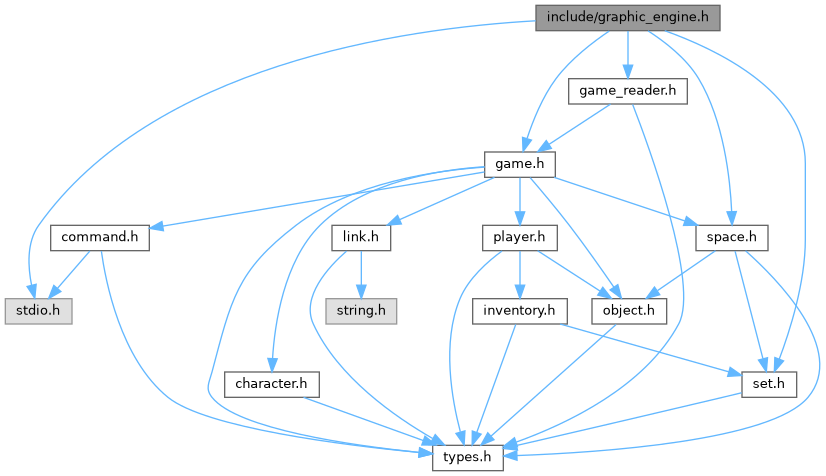 include/graphic_engine.h
game_reader.h
game.h
command.h
link.h
player.h
space.h
stdio.h
string.h
inventory.h
object.h
character.h
set.h
types.h